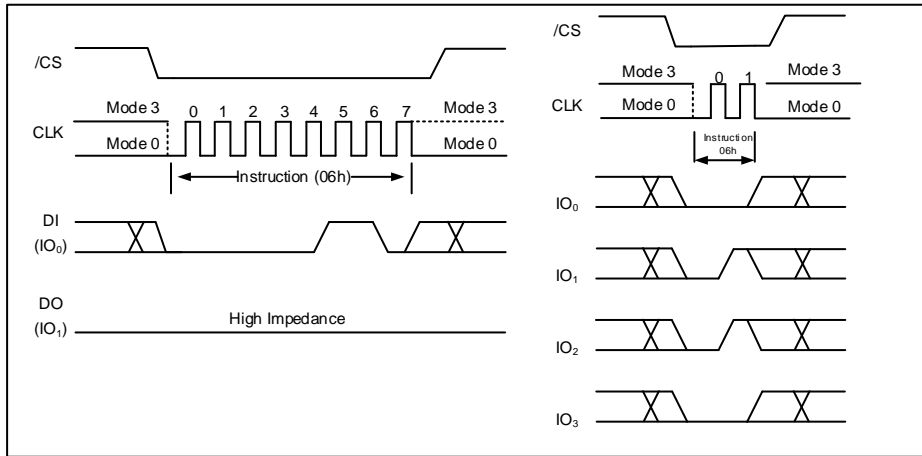 /CS
Mode 3 0 1 2 3 4 5 6 7 Mode 3
CLK
Mode 0 Mode 0
Instruction (06h)
DI
(IO0)
DO
(IO1)
High Impedance
/CS
Mode 3 0 1 Mode 3
CLK
Mode 0 Mode 0
Instruction
06h
IO0
IO1
IO2
IO3